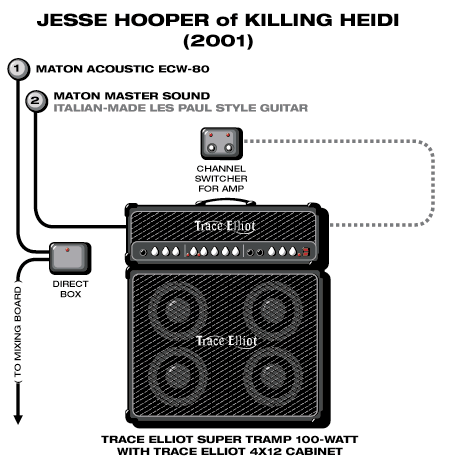 JESSE HOOPER of KILLING HEIDI
(2001)
1 MATON ACOUSTIC ECW-80
2 MATON MASTER SOUND
ITALIAN-MADE LES PAUL STYLE GUITAR
CHANNEL
SWITCHER
FOR AMP
Trace Elliot
DIRECT
BOX
( TO MIXING BOARD )
Trace Elliot
TRACE ELLIOT SUPER TRAMP 100-WATT
WITH TRACE ELLIOT 4X12 CABINET